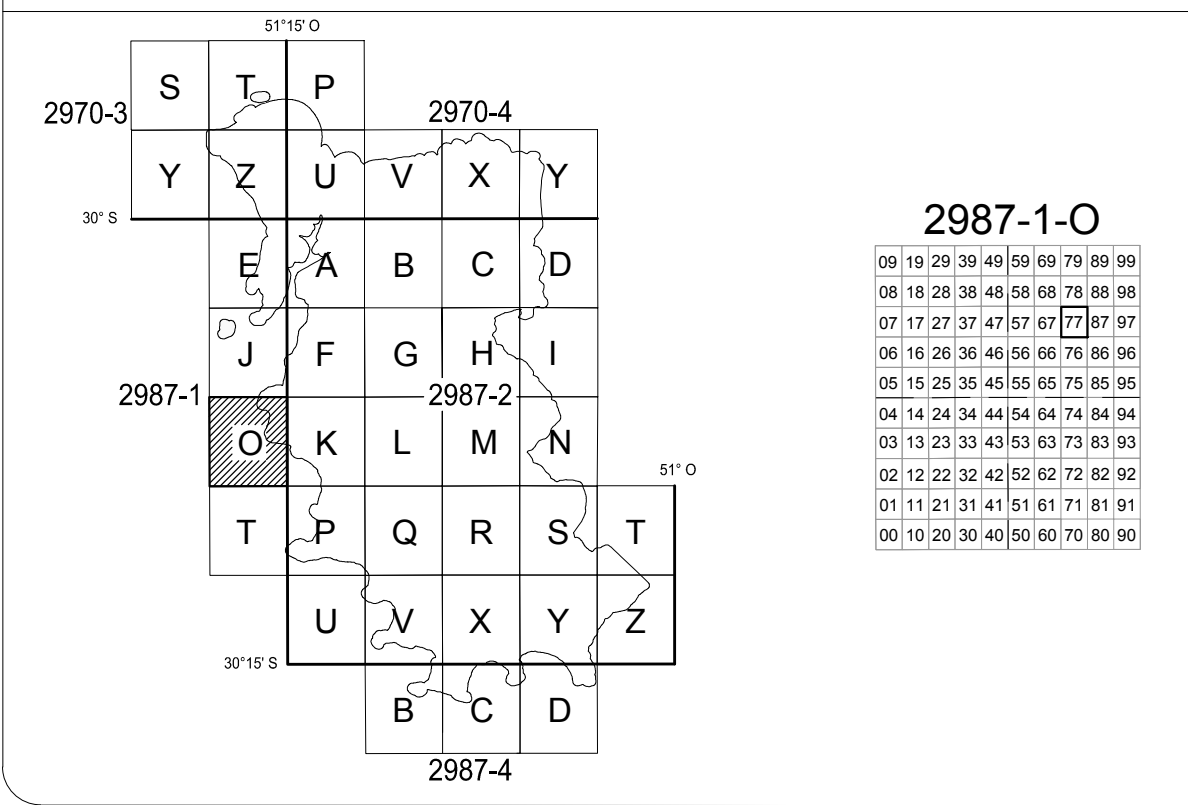 51°15' O
S T P
2970-3 2970-4
Y Z U V X Y
30° S
E A B C D
J F G H I
2987-1 2987-2
O K L M N
51° O
T P Q R S T
U V X Y Z
30°15' S
B C D
2987-4
2987-1-O
09 19 29 39 49 59 69 79 89 99
08 18 28 38 48 58 68 78 88 98
07 17 27 37 47 57 67 77 87 97
06 16 26 36 46 56 66 76 86 96
05 15 25 35 45 55 65 75 85 95
04 14 24 34 44 54 64 74 84 94
03 13 23 33 43 53 63 73 83 93
02 12 22 32 42 52 62 72 82 92
01 11 21 31 41 51 61 71 81 91
00 10 20 30 40 50 60 70 80 90